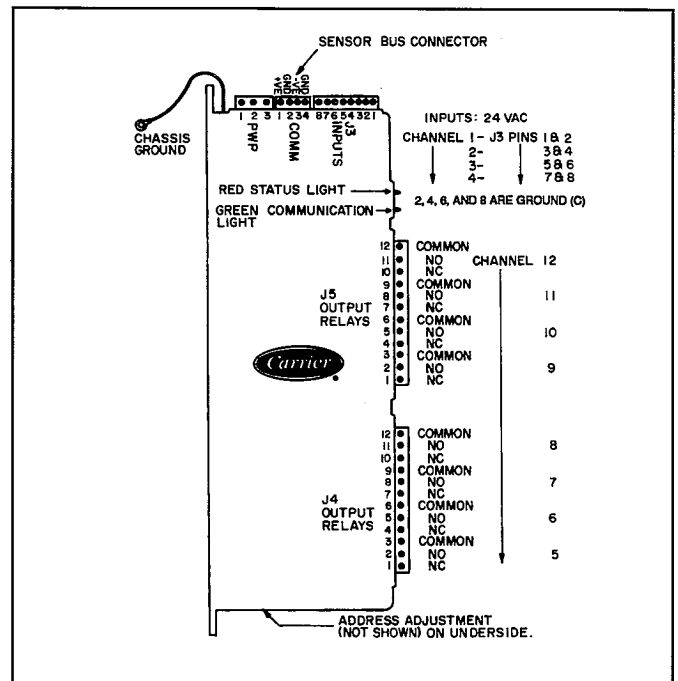 SENSOR BUS CONNECTOR
+VE GND -VE GND
1 2 3 1 2 3 4 8 7 6 5 4 3 2 1
PWP COMM J3 INPUTS
CHASSIS
GROUND
INPUTS: 24 VAC
CHANNEL 1- J3 PINS 1 & 2
2- 3 & 4
3- 5 & 6
4- 7 & 8
2, 4, 6, AND 8 ARE GROUND (C)
RED STATUS LIGHT
GREEN COMMUNICATION
LIGHT
J5
OUTPUT
RELAYS
12 COMMON
11 NO CHANNEL 12
10 NC
9 COMMON
8 NO 11
7 NC
6 COMMON
5 NO 10
4 NC
3 COMMON
2 NO 9
1 NC
Carrier
J4
OUTPUT
RELAYS
12 COMMON
11 NO 8
10 NC
9 COMMON
8 NO 7
7 NC
6 COMMON
5 NO 6
4 NC
3 COMMON
2 NO 5
1 NC
ADDRESS ADJUSTMENT
(NOT SHOWN) ON UNDERSIDE.